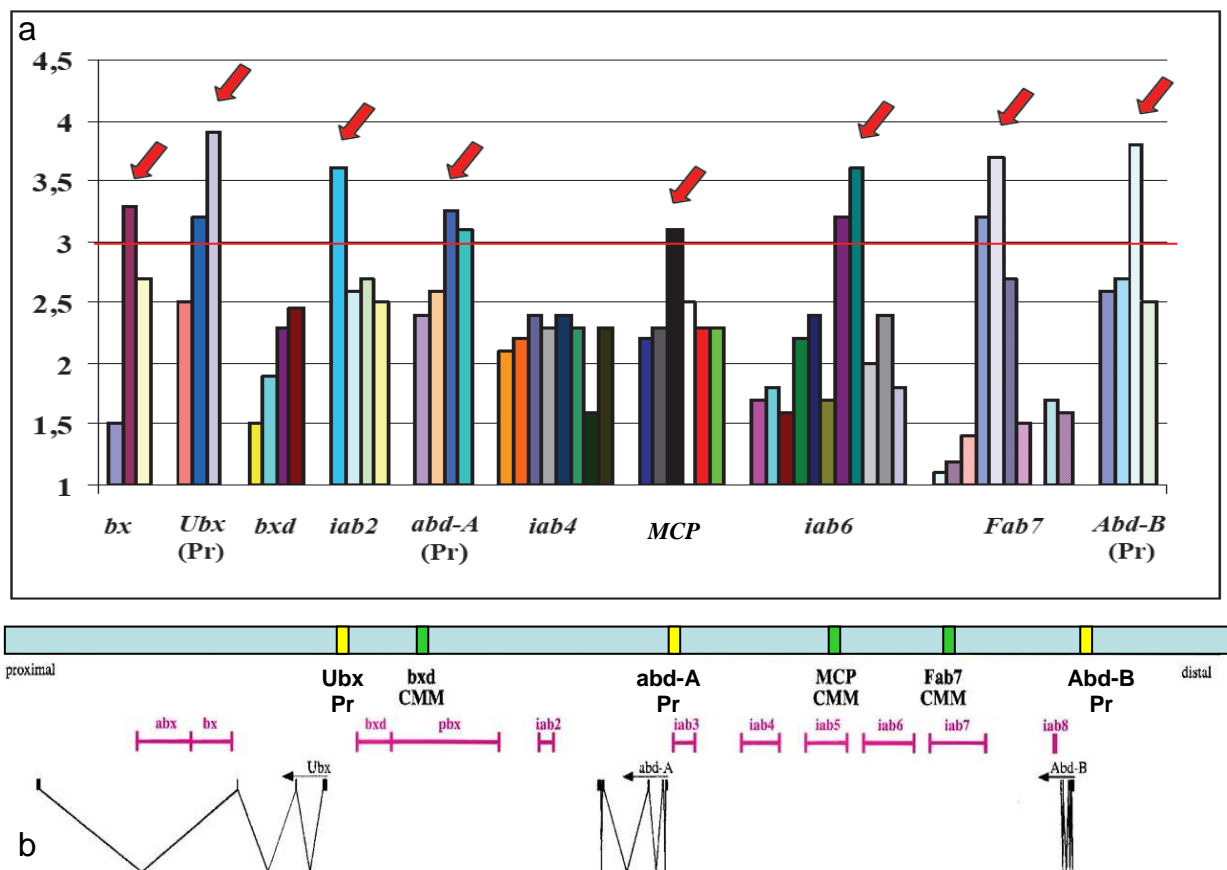 a
4,5
4
3,5
3
2,5
2
1,5
1
bx Ubx bxd iab2 abd-A iab4 MCP iab6 Fab7 Abd-B
(Pr) (Pr) (Pr)
proximal Ubx bxd abd-A MCP Fab7 Abd-B distal
Pr CMM Pr CMM CMM Pr
abx bx bxd pbx iab2 iab3 iab4 iab5 iab6 iab7 iab8
Ubx abd-A Abd-B
b